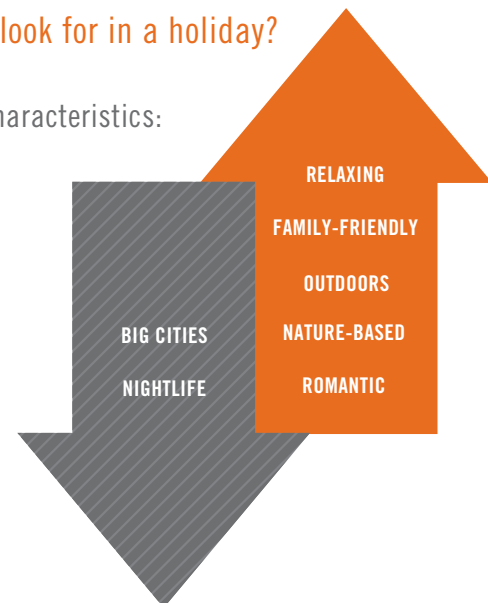 look for in a holiday?
haracteristics:
RELAXING
FAMILY-FRIENDLY
OUTDOORS
NATURE-BASED
ROMANTIC
BIG CITIES
NIGHTLIFE